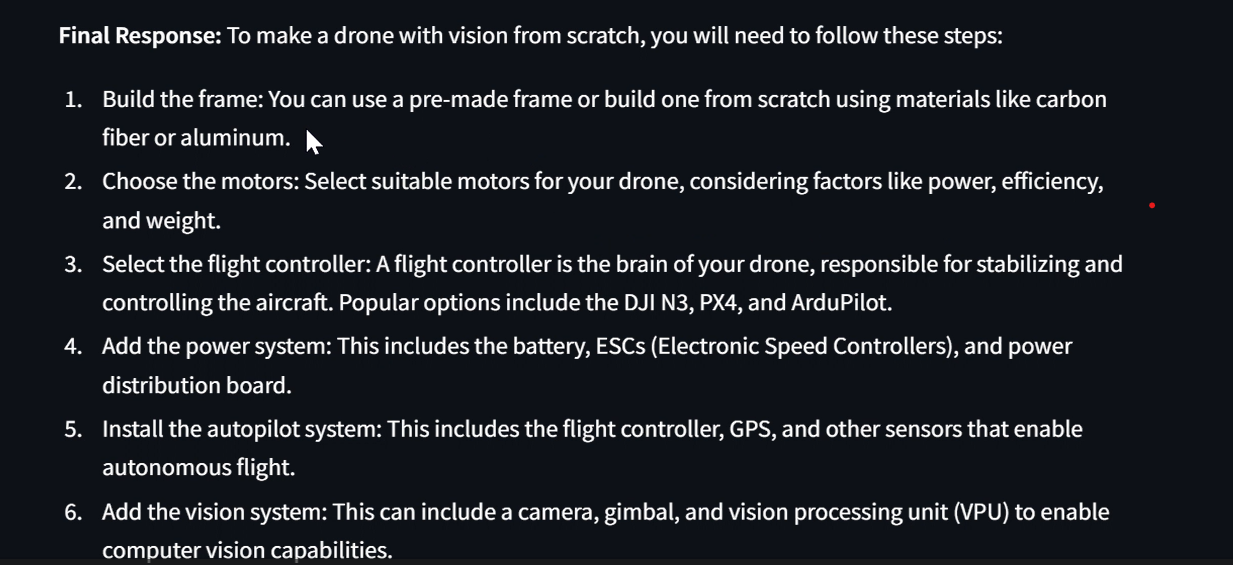 Final Response: To make a drone with vision from scratch, you will need to follow these steps:
1. Build the frame: You can use a pre-made frame or build one from scratch using materials like carbon
fiber or aluminum.
2. Choose the motors: Select suitable motors for your drone, considering factors like power, efficiency,
and weight.
3. Select the flight controller: A flight controller is the brain of your drone, responsible for stabilizing and
controlling the aircraft. Popular options include the DJI N3, PX4, and ArduPilot.
4. Add the power system: This includes the battery, ESCs (Electronic Speed Controllers), and power
distribution board.
5. Install the autopilot system: This includes the flight controller, GPS, and other sensors that enable
autonomous flight.
6. Add the vision system: This can include a camera, gimbal, and vision processing unit (VPU) to enable
computer vision capabilities.